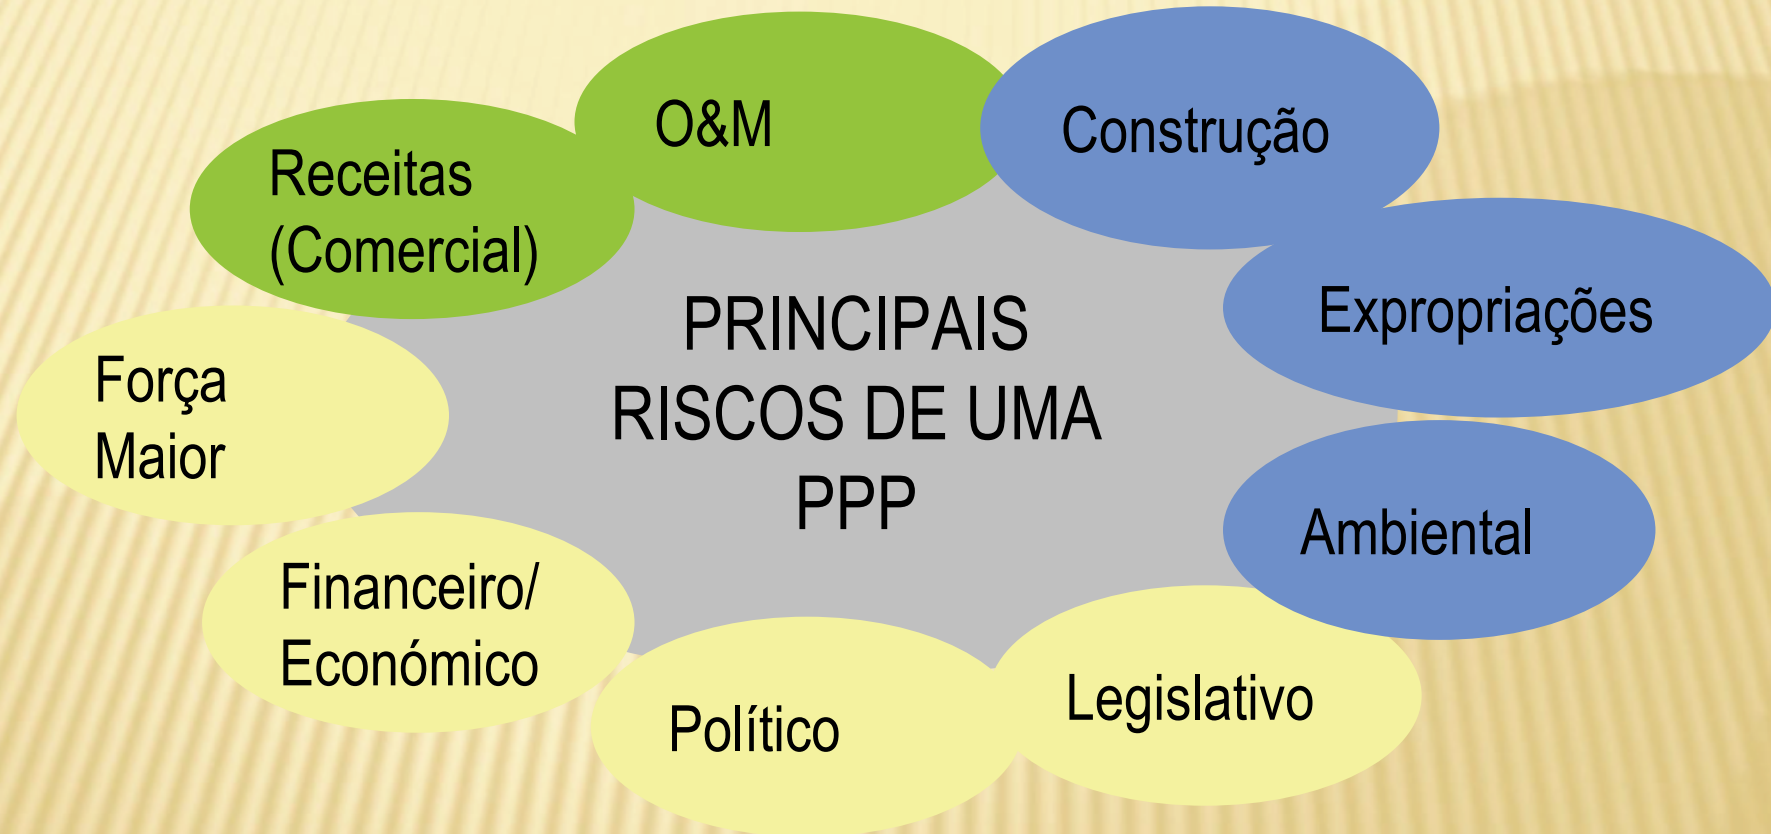 O&M
Construção
Receitas
(Comercial)
Expropriações
PRINCIPAIS
RISCOS DE UMA
PPP
Força
Maior
Ambiental
Financeiro/
Económico
Legislativo
Político